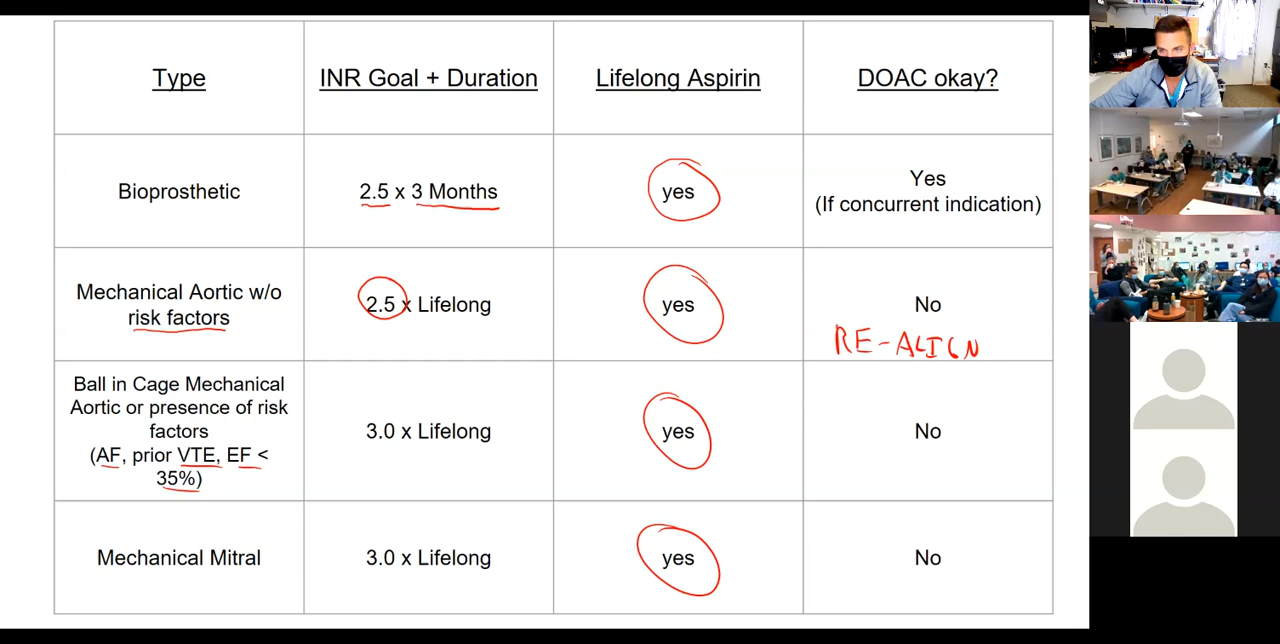 Type
INR Goal + Duration
Lifelong Aspirin
DOAC okay?
Bioprosthetic
2.5 x 3 Months
yes
Yes
(If concurrent indication)
Mechanical Aortic w/o
risk factors
2.5 x Lifelong
yes
No
RE-ALIGN
Ball in Cage Mechanical
Aortic or presence of risk
factors
(AF, prior VTE, EF <
35%)
3.0 x Lifelong
yes
No
Mechanical Mitral
3.0 x Lifelong
yes
No